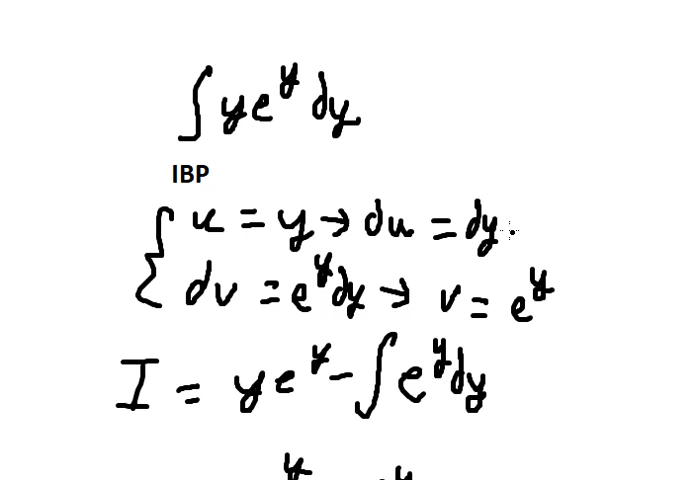 ∫ ye^y dy
IBP
{ u = y → du = dy
dv = e^y dy → v = e^y
I = ye^y - ∫ e^y dy